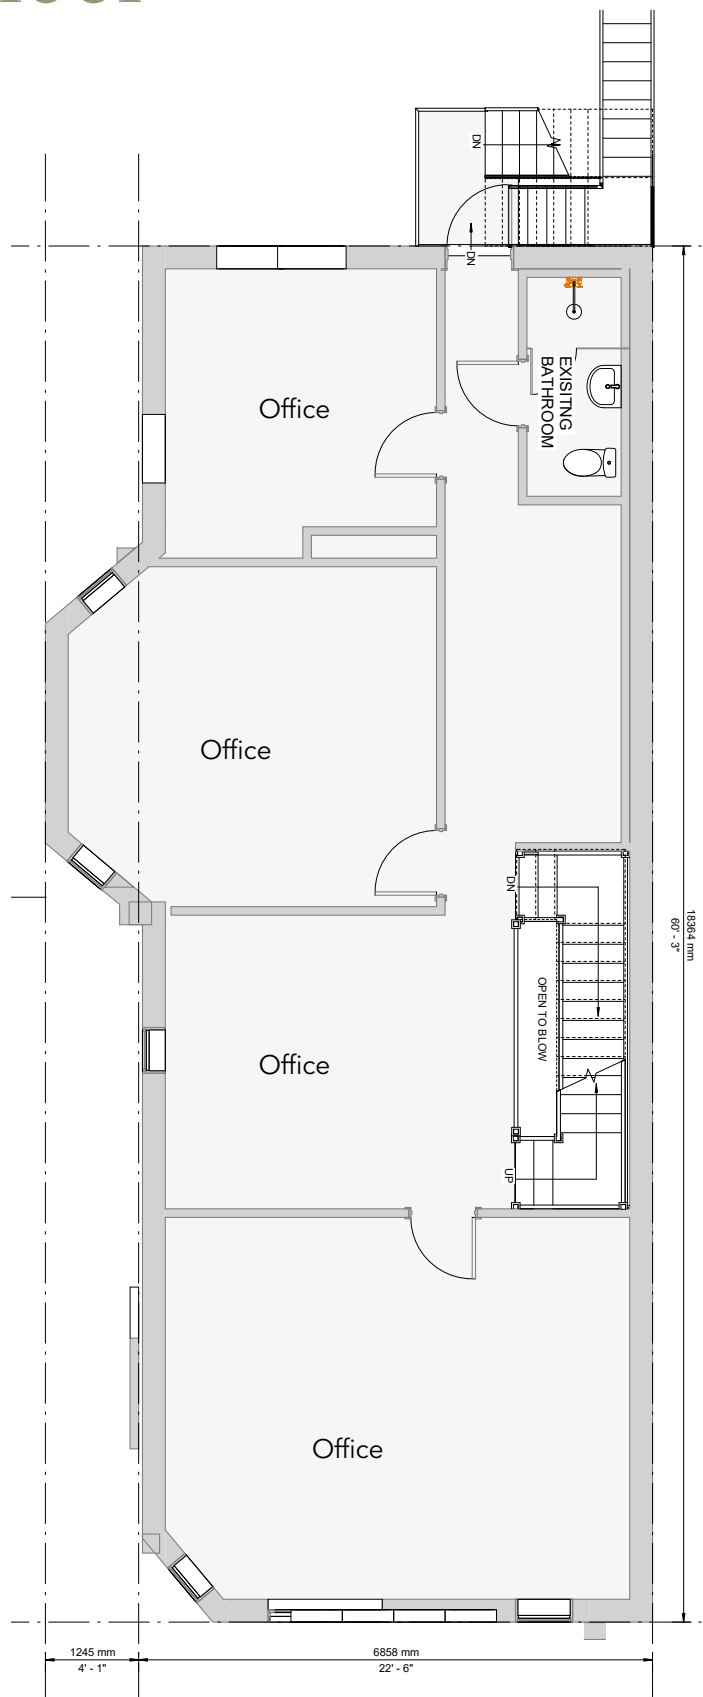 DN
DN
EXISITNG
BATHROOM
Office
Office
DN
18364 mm
60' - 3"
OPEN TO BLOW
Office
UP
Office
1245 mm
4' - 1"
6858 mm
22' - 6"